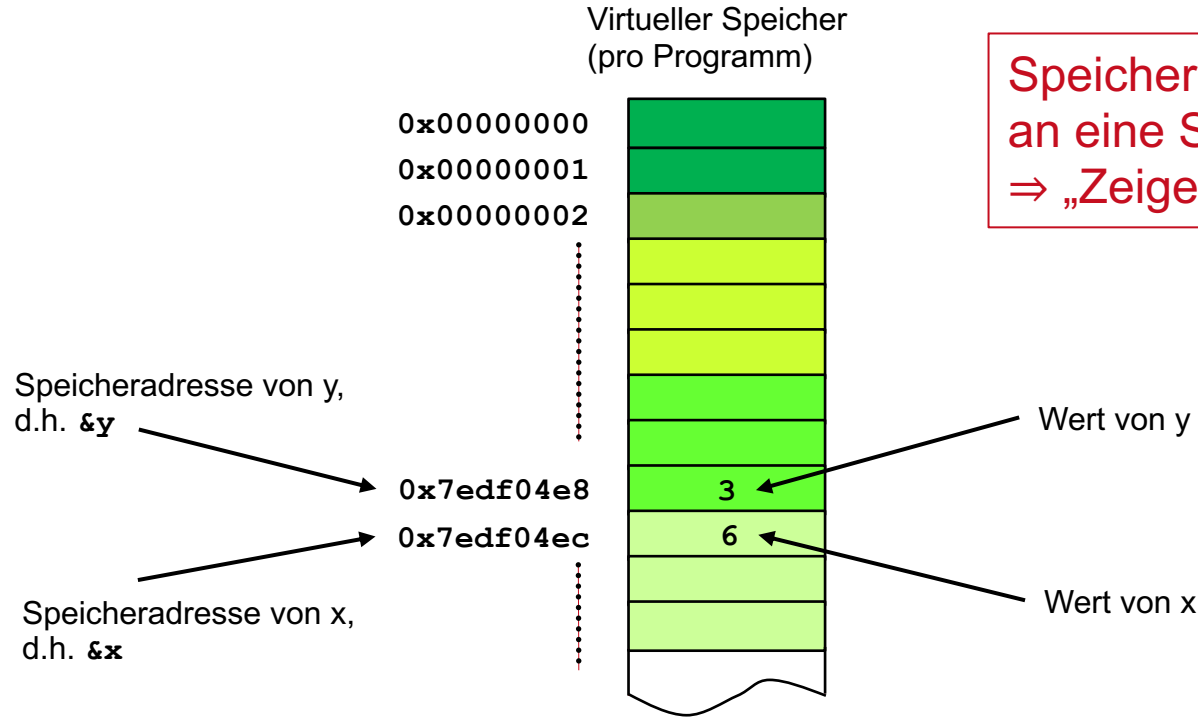 Virtueller Speicher
(pro Programm)
Speicher
an eine S
⇒ „Zeige
0x00000000
0x00000001
0x00000002
Speicheradresse von y,
d.h. &y
Wert von y
0x7edf04e8 3
0x7edf04ec 6
Speicheradresse von x,
d.h. &x
Wert von x